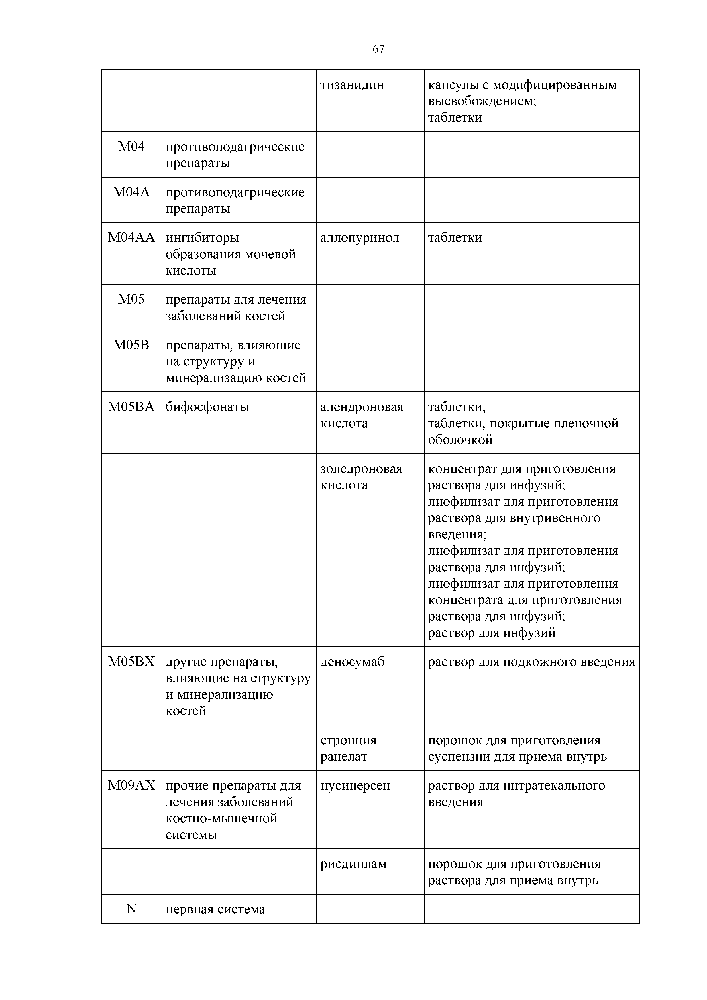 67
тизанидин
капсулы с модифицированным
высвобождением;
таблетки
M04
противоподагрические
препараты
M04A
противоподагрические
препараты
M04AA
ингибиторы
образования мочевой
кислоты
аллопуринол
таблетки
M05
препараты для лечения
заболеваний костей
M05B
препараты, влияющие
на структуру и
минерализацию костей
M05BA
бифосфонаты
алендроновая
кислота
таблетки;
таблетки, покрытые пленочной
оболочкой
золедроновая
кислота
концентрат для приготовления
раствора для инфузий;
лиофилизат для приготовления
раствора для внутривенного
введения;
лиофилизат для приготовления
раствора для инфузий;
лиофилизат для приготовления
концентрата для приготовления
раствора для инфузий;
раствор для инфузий
M05BX
другие препараты,
влияющие на структуру
и минерализацию
костей
деносумаб
раствор для подкожного введения
стронция
ранелат
порошок для приготовления
суспензии для приема внутрь
M09AX
прочие препараты для
лечения заболеваний
костно-мышечной
системы
нусинерсен
раствор для интратекального
введения
рисдиплам
порошок для приготовления
раствора для приема внутрь
N
нервная система